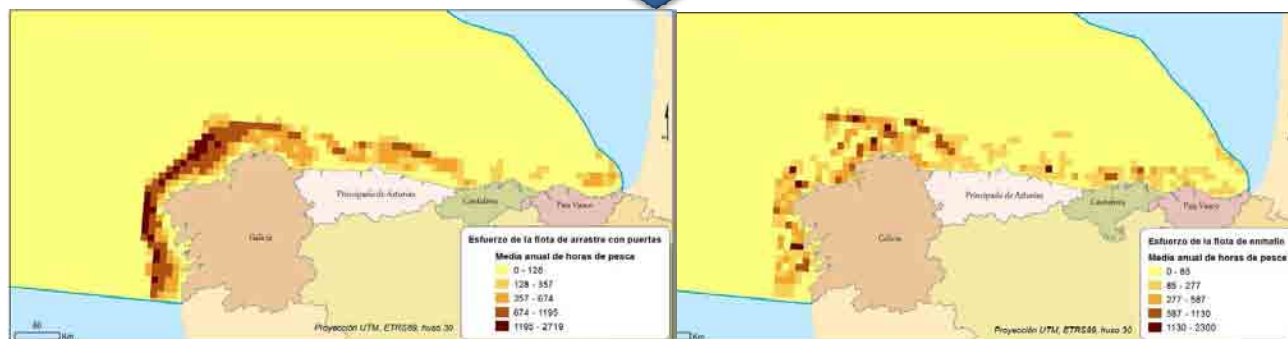 Galicia
Principado de Asturias
Cantabria
País Vasco
Esfuerzo de la flota de arrastre con puertas
Media anual de horas de pesca
0 - 128
128 - 357
357 - 674
674 - 1195
1195 - 2719
Proyección UTM, ETRS89, huso 30
Km
Galicia
Principado de Asturias
Cantabria
País Vasco
Esfuerzo de la flota de enmalle
Media anual de horas de pesca
0 - 85
85 - 277
277 - 587
587 - 1130
1130 - 2300
Proyección UTM, ETRS89, huso 30
Km